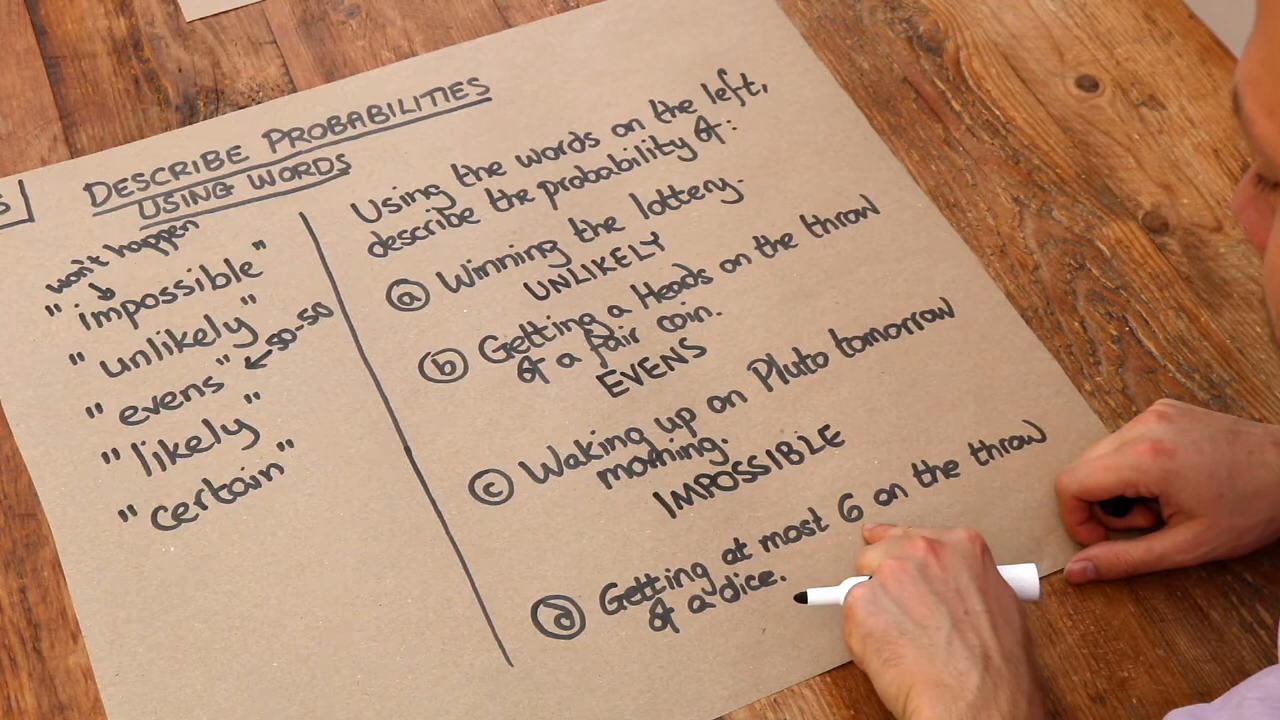 DESCRIBE PROBABILITIES
USING WORDS
won't happen
"impossible"
"unlikely"
"evens" ← 50-50
"likely"
"certain"
Using the words on the left,
describe the probability of:
(a) Winning the lottery.
UNLIKELY
(b) Getting a Heads on the throw
of a fair coin.
EVENS
(c) Waking up on Pluto tomorrow
morning.
IMPOSSIBLE
(d) Getting at most 6 on the throw
of a dice.